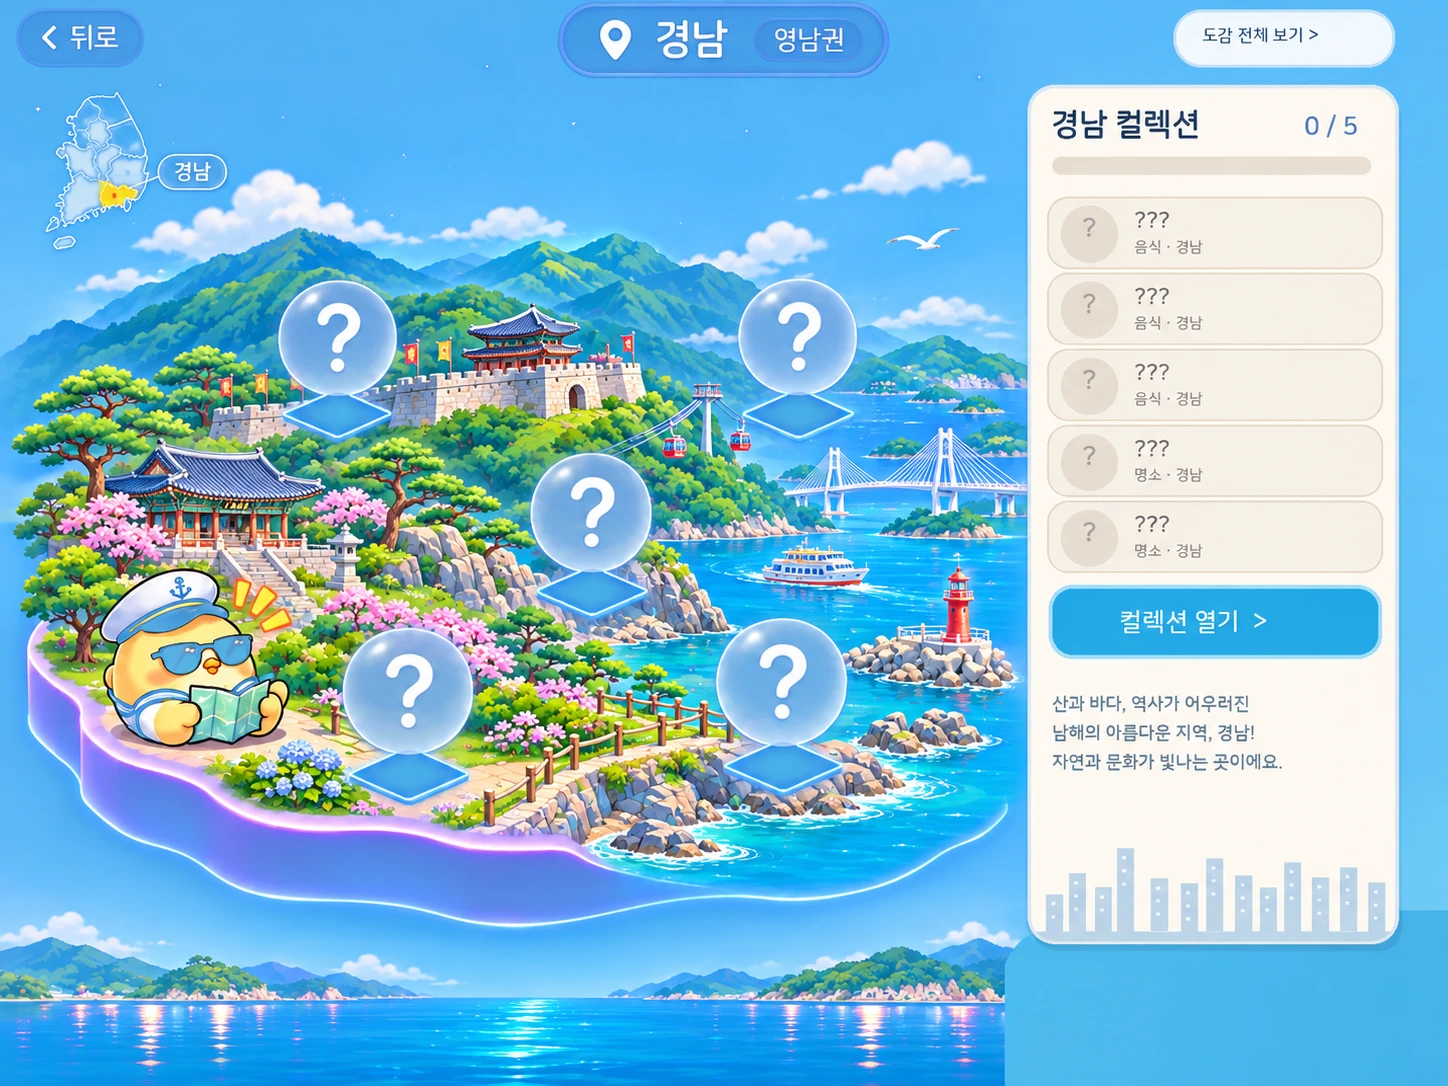 뒤로
경남 영남권
도감 전체 보기 >
경남
경남 컬렉션 0 / 5
?
???
음식 · 경남
?
???
음식 · 경남
?
???
음식 · 경남
?
???
명소 · 경남
?
???
명소 · 경남
컬렉션 열기 >
산과 바다, 역사가 어우러진
남해의 아름다운 지역, 경남!
자연과 문화가 빛나는 곳이에요.
?
?
?
?
?